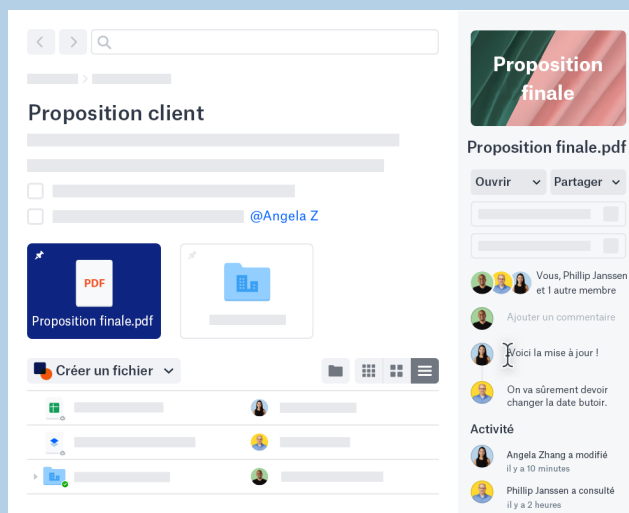 Proposition client
@Angela Z
PDF
Proposition finale.pdf
Créer un fichier
Proposition
finale
Proposition finale.pdf
Ouvrir
Partager
Vous, Phillip Janssen
et 1 autre membre
Ajouter un commentaire
Voici la mise à jour !
On va sûrement devoir
changer la date butoir.
Activité
Angela Zhang a modifié
il y a 10 minutes
Phillip Janssen a consulté
il y a 2 heures